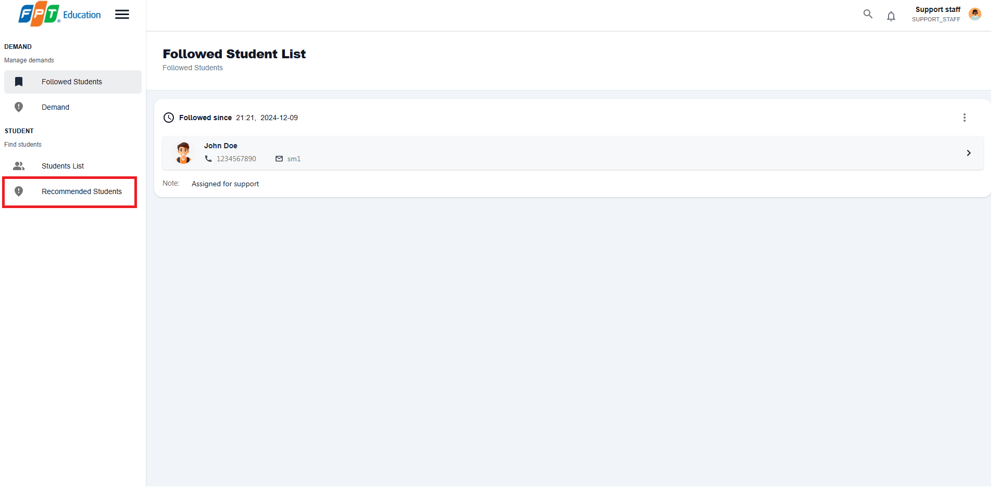 FPT Education
Support staff
SUPPORT_STAFF
DEMAND
Manage demands
Followed Students
Demand
STUDENT
Find students
Students List
Recommended Students
Followed Student List
Followed Students
Followed since 21:21, 2024-12-09
John Doe
1234567890 sm1
Note: Assigned for support